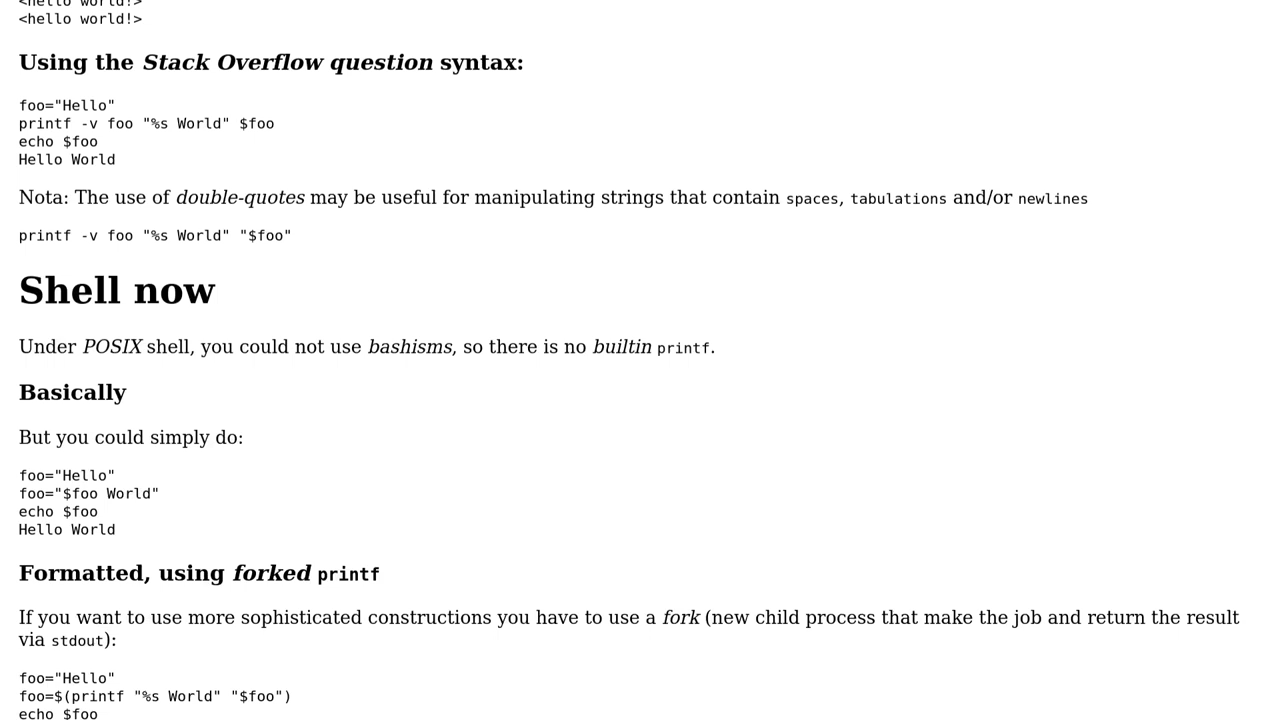 <hello world!>
<hello world!>
Using the Stack Overflow question syntax:
foo="Hello"
printf -v foo "%s World" $foo
echo $foo
Hello World
Nota: The use of double-quotes may be useful for manipulating strings that contain spaces, tabulations and/or newlines
printf -v foo "%s World" "$foo"
Shell now
Under POSIX shell, you could not use bashisms, so there is no builtin printf.
Basically
But you could simply do:
foo="Hello"
foo="$foo World"
echo $foo
Hello World
Formatted, using forked printf
If you want to use more sophisticated constructions you have to use a fork (new child process that make the job and return the result
via stdout):
foo="Hello"
foo=$(printf "%s World" "$foo")
echo $foo